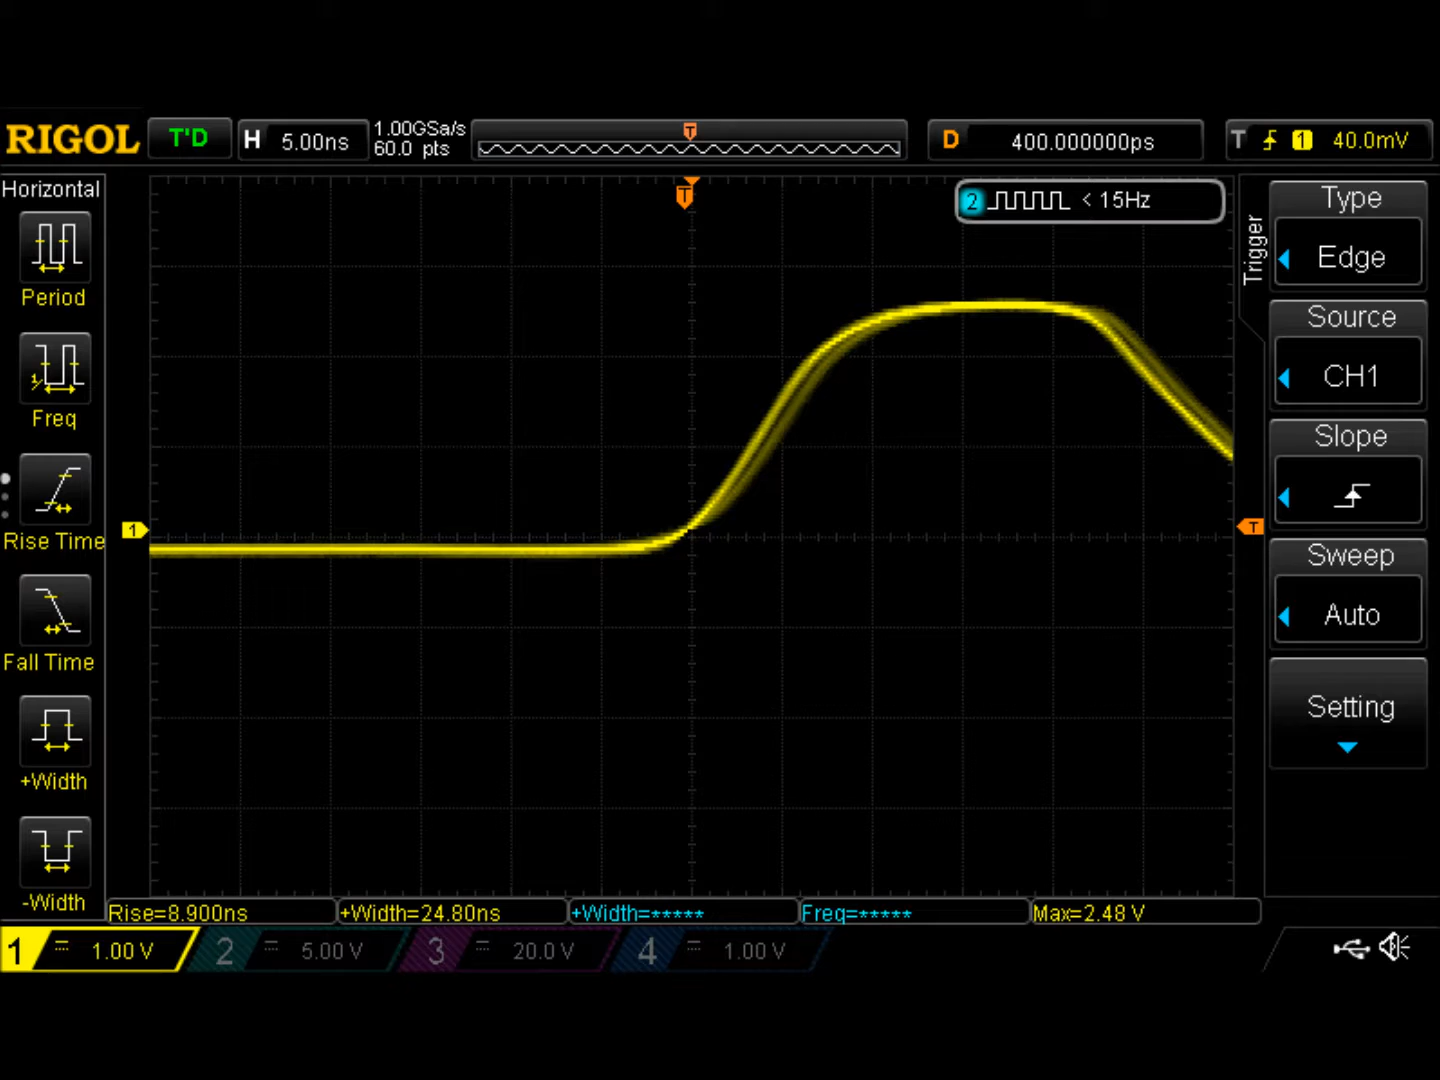 RIGOL T'D H 5.00ns 1.00GSa/s 60.0 pts T D 400.000000ps T 1 40.0mV
Horizontal
T
2 < 15Hz
Period
Freq
Rise Time
Fall Time
+Width
-Width
1
T
Trigger
Type
Edge
Source
CH1
Slope
Sweep
Auto
Setting
Rise=8.900ns +Width=24.80ns +Width=***** Freq=***** Max=2.48 V
1 1.00 V 2 5.00 V 3 20.0 V 4 1.00 V